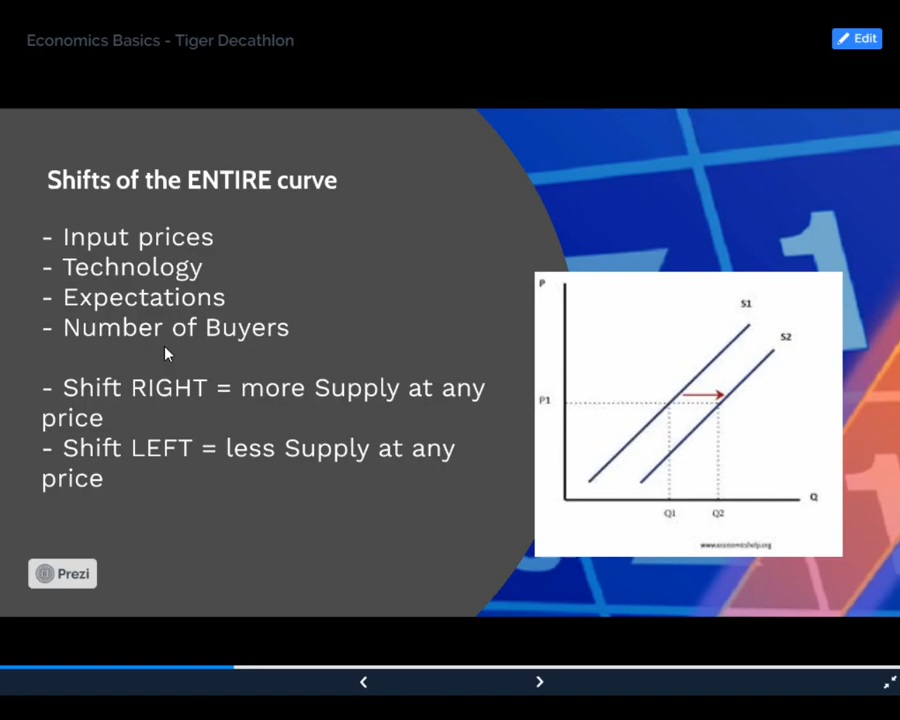 Economics Basics - Tiger Decathlon
Edit
Shifts of the ENTIRE curve
- Input prices
- Technology
- Expectations
- Number of Buyers
- Shift RIGHT = more Supply at any
price
- Shift LEFT = less Supply at any
price
P
S1
S2
P1
Q
Q1 Q2
www.economicshelp.org
Prezi
1